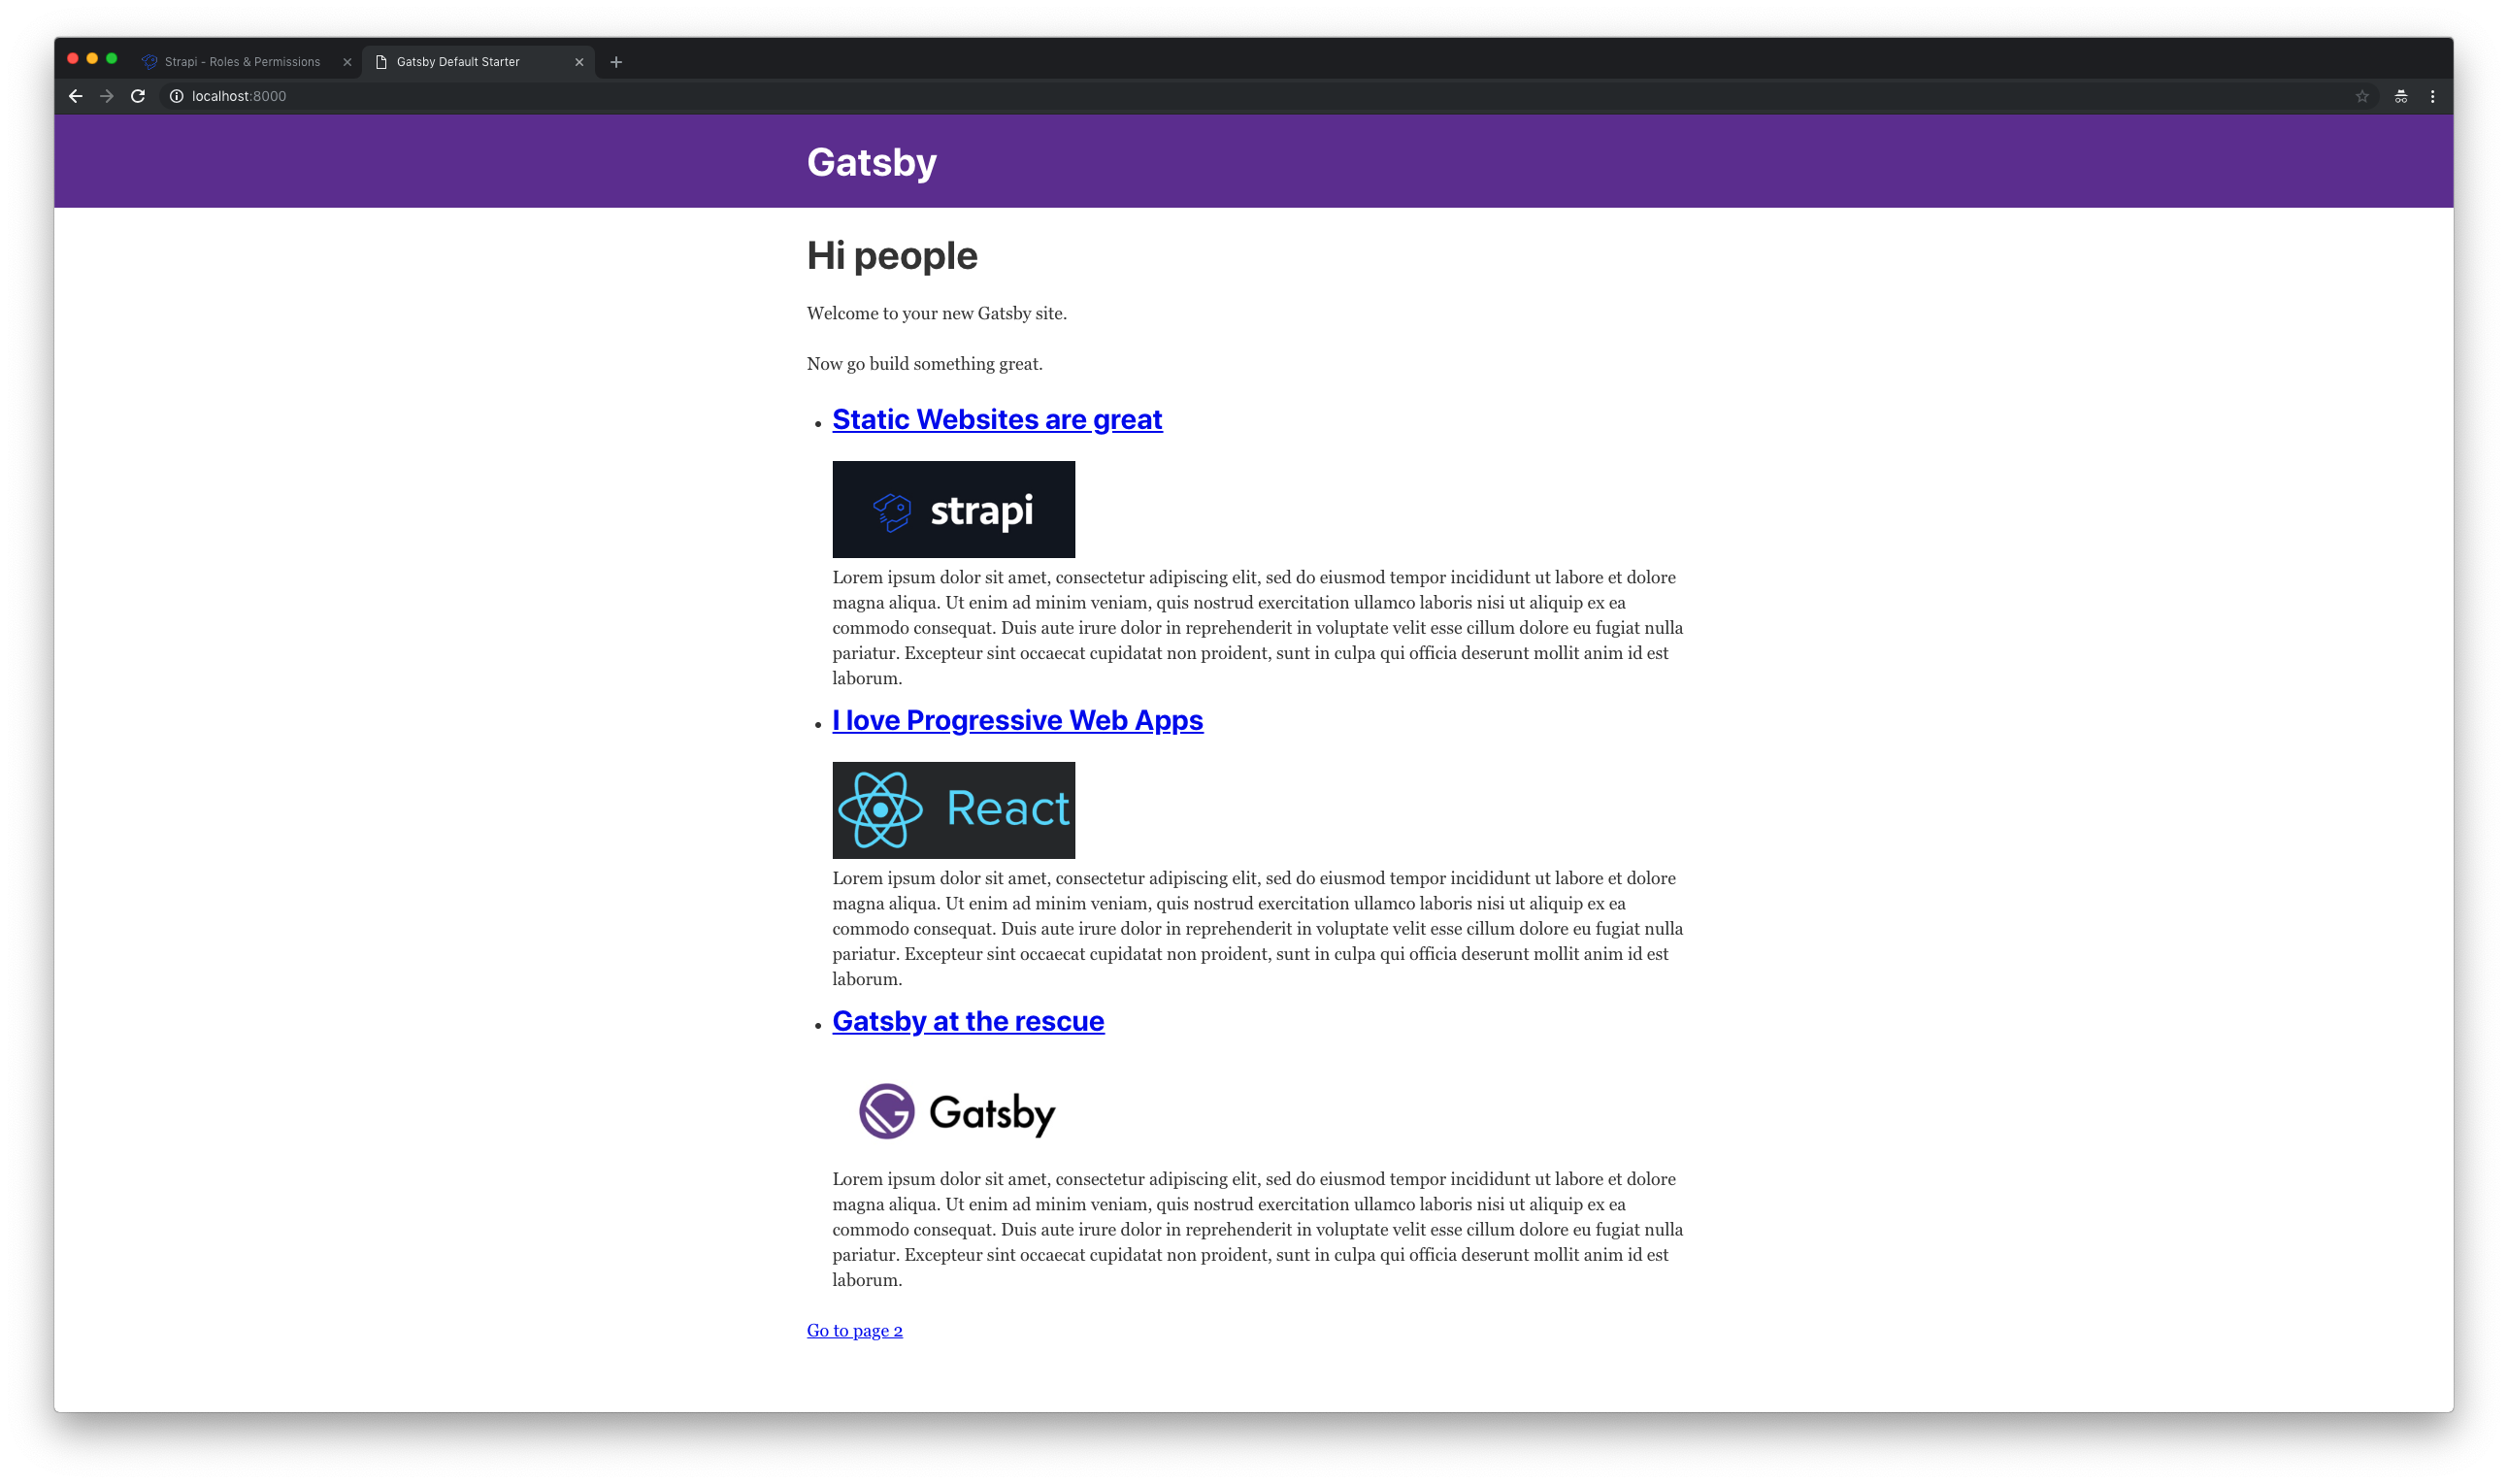 Strapi - Roles & Permissions
Gatsby Default Starter
localhost:8000
Gatsby
Hi people
Welcome to your new Gatsby site.
Now go build something great.
Static Websites are great
strapi
Lorem ipsum dolor sit amet, consectetur adipiscing elit, sed do eiusmod tempor incididunt ut labore et dolore
magna aliqua. Ut enim ad minim veniam, quis nostrud exercitation ullamco laboris nisi ut aliquip ex ea
commodo consequat. Duis aute irure dolor in reprehenderit in voluptate velit esse cillum dolore eu fugiat nulla
pariatur. Excepteur sint occaecat cupidatat non proident, sunt in culpa qui officia deserunt mollit anim id est
laborum.
I love Progressive Web Apps
React
Lorem ipsum dolor sit amet, consectetur adipiscing elit, sed do eiusmod tempor incididunt ut labore et dolore
magna aliqua. Ut enim ad minim veniam, quis nostrud exercitation ullamco laboris nisi ut aliquip ex ea
commodo consequat. Duis aute irure dolor in reprehenderit in voluptate velit esse cillum dolore eu fugiat nulla
pariatur. Excepteur sint occaecat cupidatat non proident, sunt in culpa qui officia deserunt mollit anim id est
laborum.
Gatsby at the rescue
Gatsby
Lorem ipsum dolor sit amet, consectetur adipiscing elit, sed do eiusmod tempor incididunt ut labore et dolore
magna aliqua. Ut enim ad minim veniam, quis nostrud exercitation ullamco laboris nisi ut aliquip ex ea
commodo consequat. Duis aute irure dolor in reprehenderit in voluptate velit esse cillum dolore eu fugiat nulla
pariatur. Excepteur sint occaecat cupidatat non proident, sunt in culpa qui officia deserunt mollit anim id est
laborum.
Go to page 2